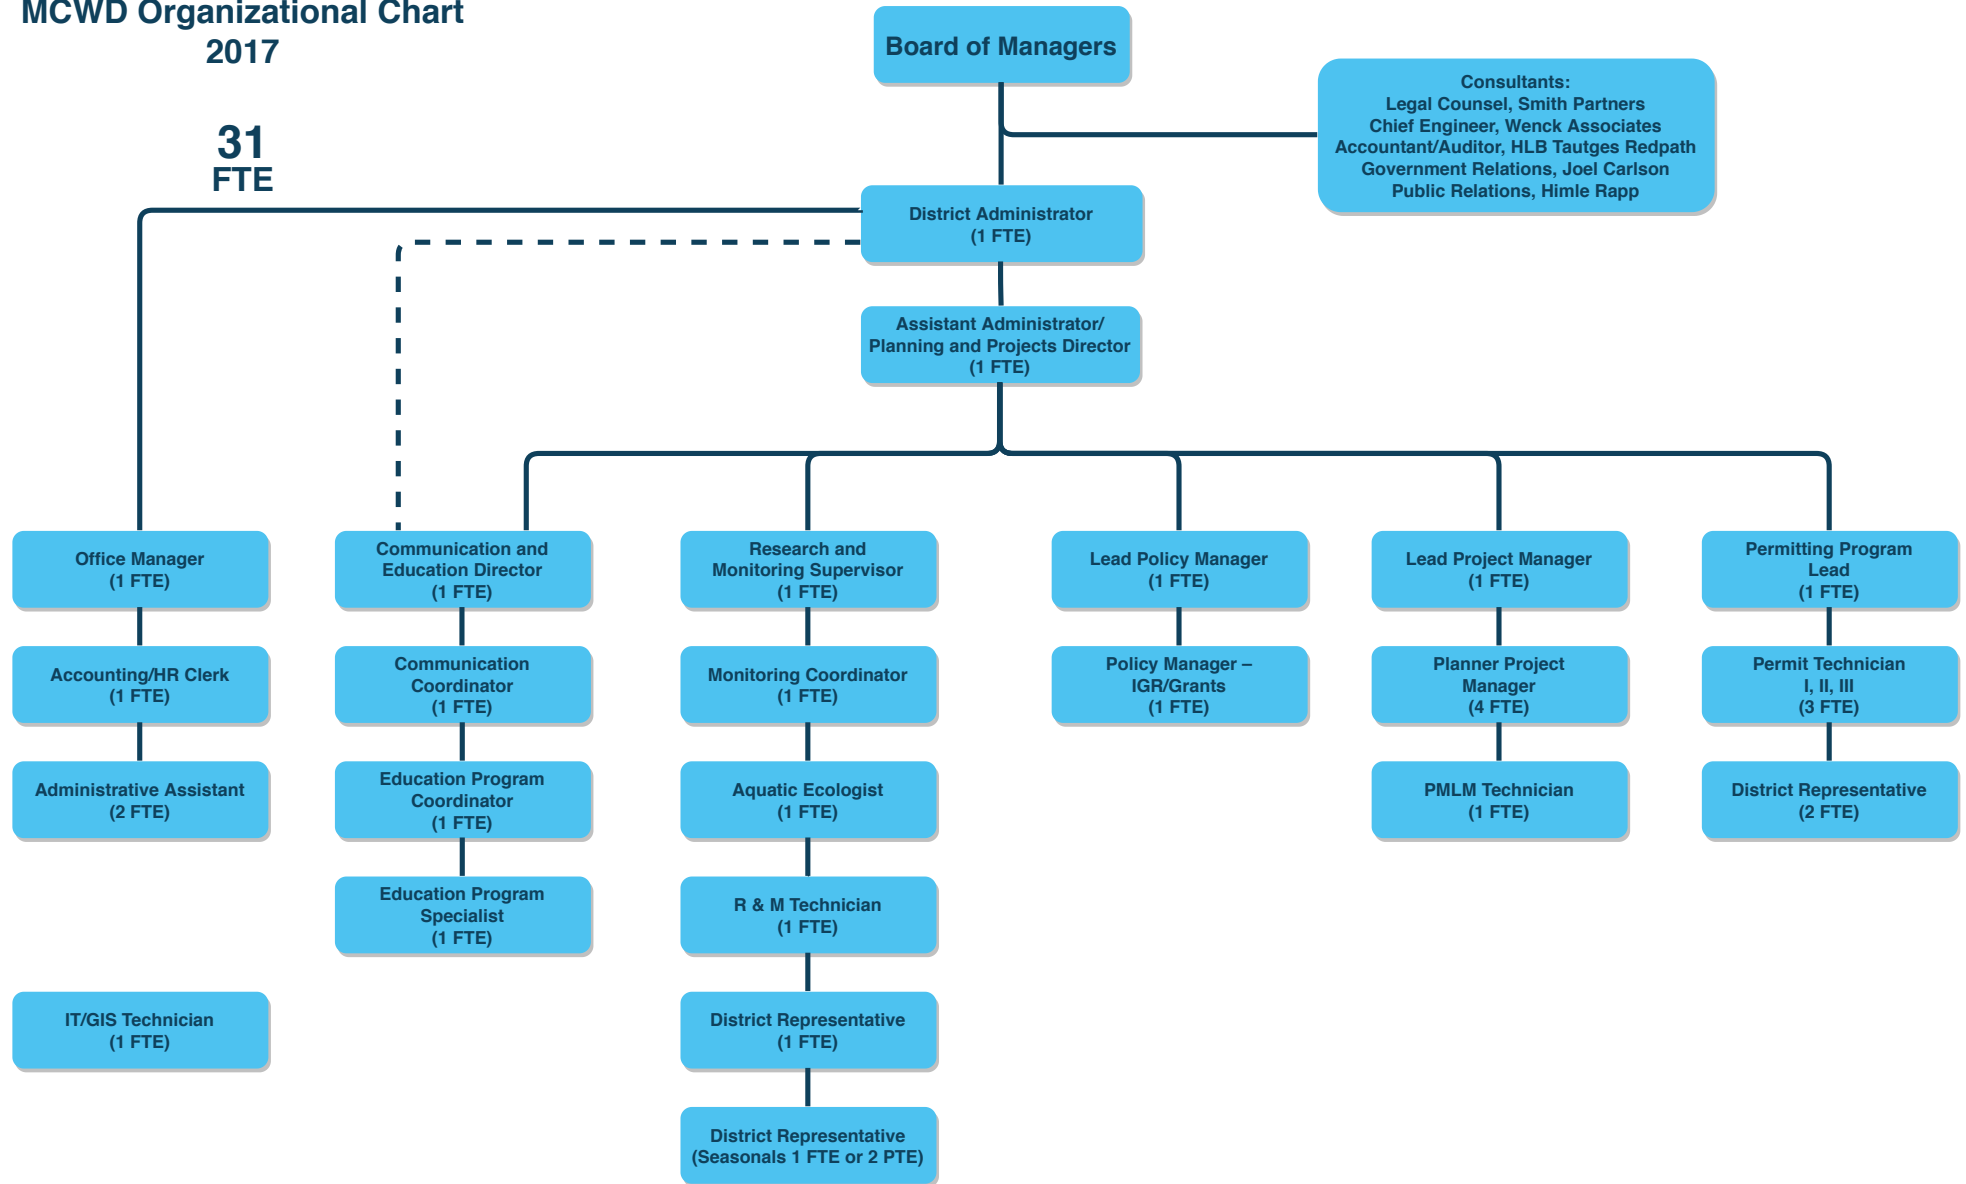 MCWD Organizational Chart
2017
31
FTE
Board of Managers
Consultants:
Legal Counsel, Smith Partners
Chief Engineer, Wenck Associates
Accountant/Auditor, HLB Tautges Redpath
Government Relations, Joel Carlson
Public Relations, Himle Rapp
District Administrator
(1 FTE)
Assistant Administrator/
Planning and Projects Director
(1 FTE)
Office Manager
(1 FTE)
Accounting/HR Clerk
(1 FTE)
Administrative Assistant
(2 FTE)
IT/GIS Technician
(1 FTE)
Communication and
Education Director
(1 FTE)
Communication
Coordinator
(1 FTE)
Education Program
Coordinator
(1 FTE)
Education Program
Specialist
(1 FTE)
Research and
Monitoring Supervisor
(1 FTE)
Monitoring Coordinator
(1 FTE)
Aquatic Ecologist
(1 FTE)
R & M Technician
(1 FTE)
District Representative
(1 FTE)
District Representative
(Seasonals 1 FTE or 2 PTE)
Lead Policy Manager
(1 FTE)
Policy Manager –
IGR/Grants
(1 FTE)
Lead Project Manager
(1 FTE)
Planner Project
Manager
(4 FTE)
PMLM Technician
(1 FTE)
Permitting Program
Lead
(1 FTE)
Permit Technician
I, II, III
(3 FTE)
District Representative
(2 FTE)